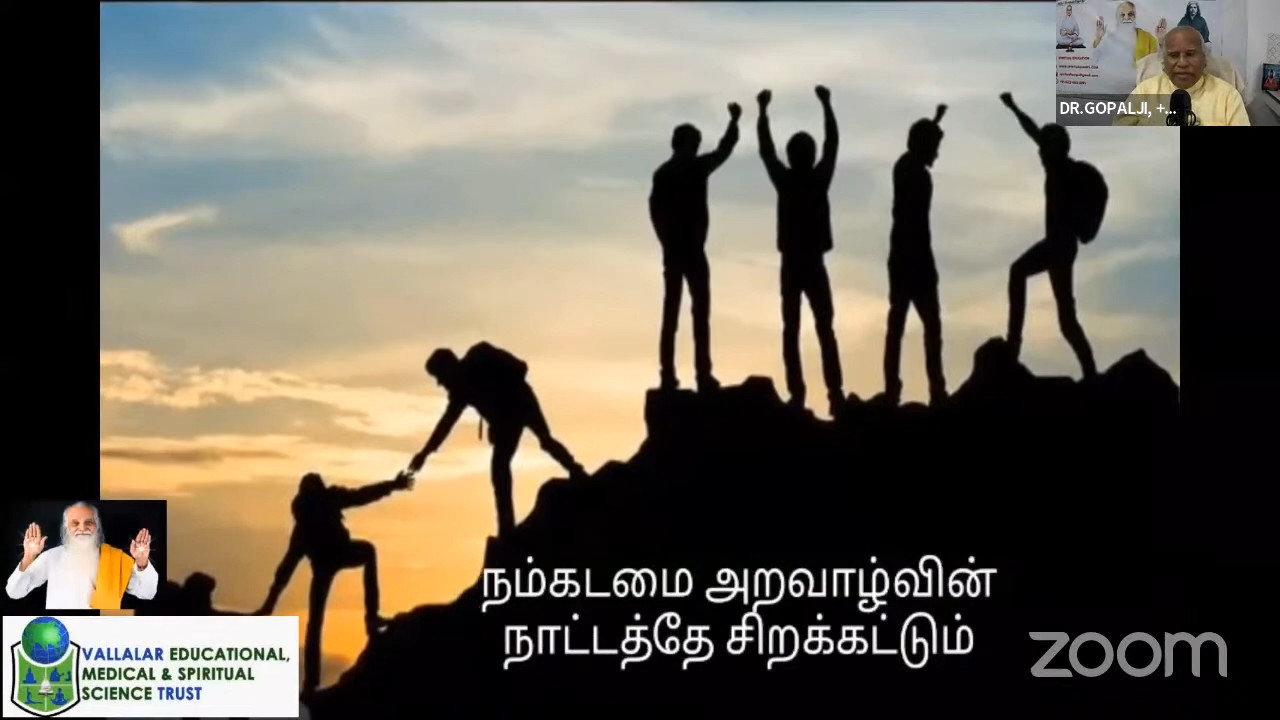 DR.GOPALJI, +...
நம்கடமை அறவாழ்வின்
நாட்டத்தே சிறக்கட்டும்
zoom
VALLALAR EDUCATIONAL,
MEDICAL & SPIRITUAL
SCIENCE TRUST